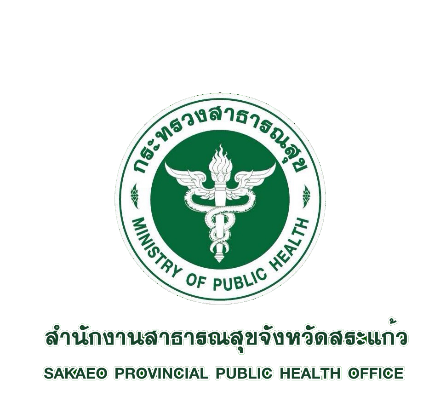 กระทรวงสาธารณสุข
MINISTRY OF PUBLIC HEALTH
สำนักงานสาธารณสุขจังหวัดสระแก้ว
SAKAEO PROVINCIAL PUBLIC HEALTH OFFICE